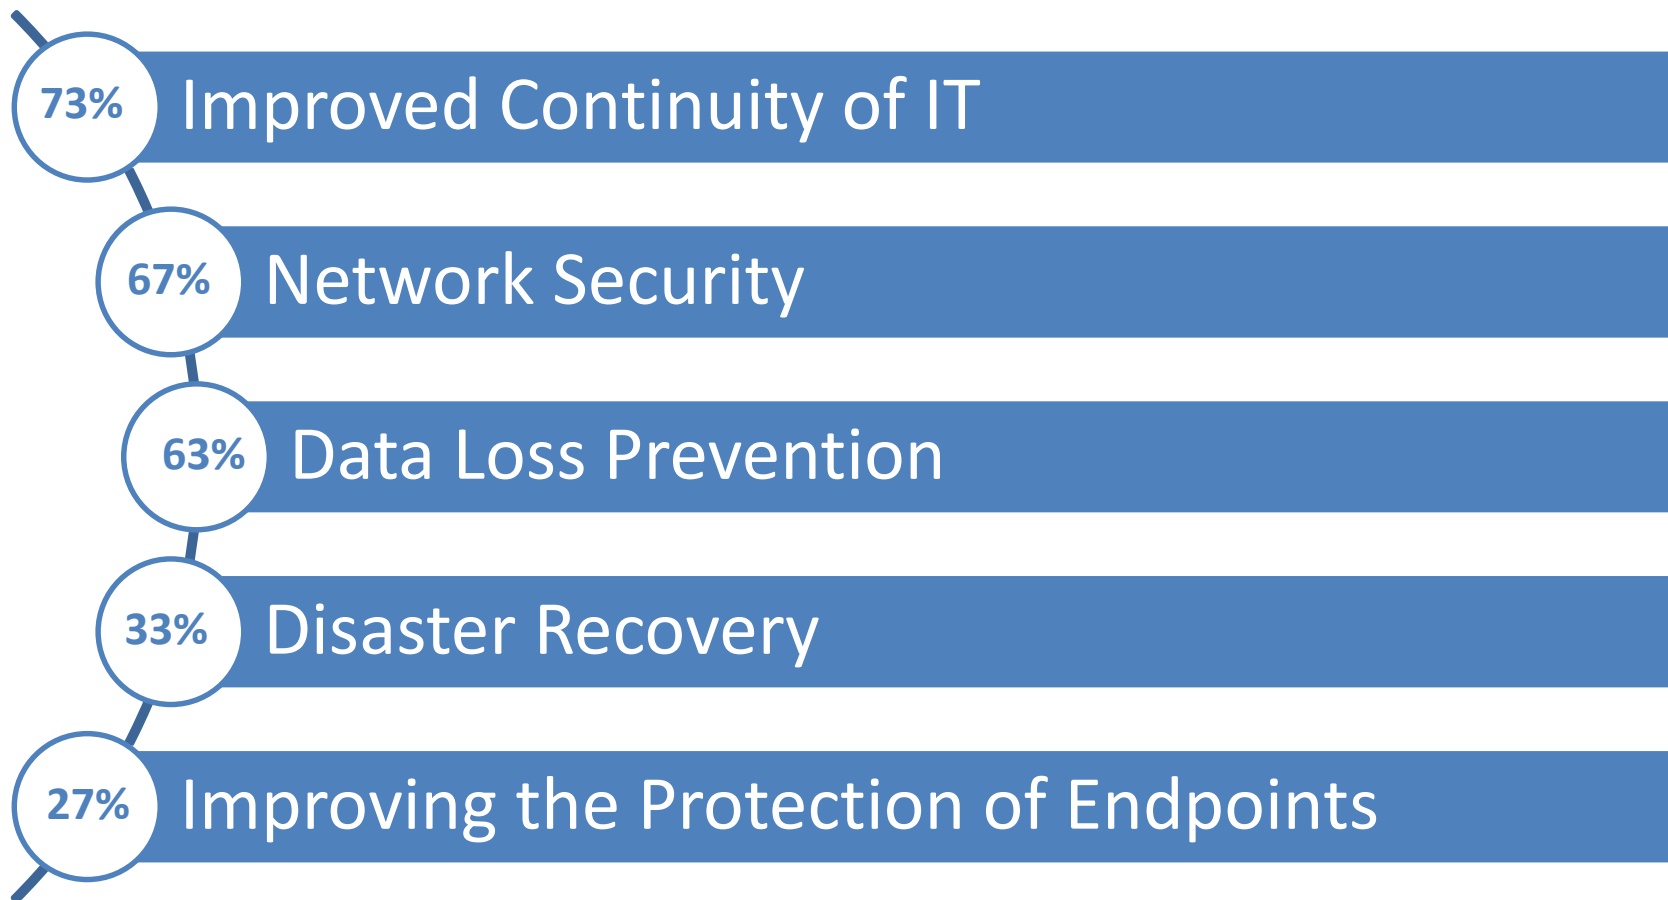 73% Improved Continuity of IT
67% Network Security
63% Data Loss Prevention
33% Disaster Recovery
27% Improving the Protection of Endpoints